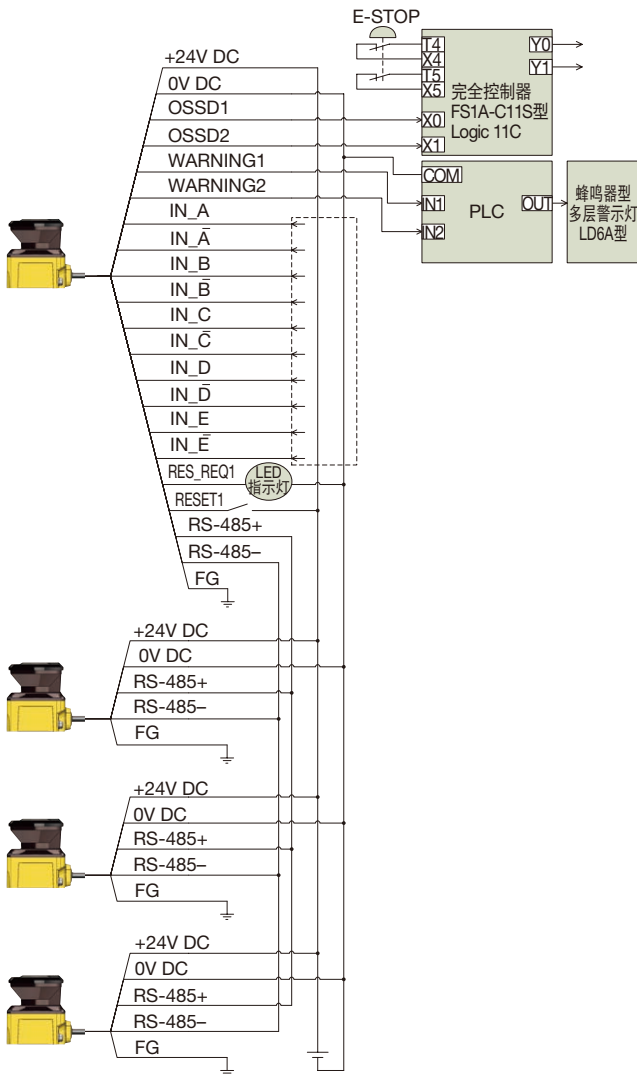 E-STOP
T4
X4
T5
X5
X0
X1
Y0
Y1
完全控制器
FS1A-C11S型
Logic 11C
COM
IN1
IN2
PLC
OUT
蜂鸣器型
多层警示灯
LD6A型
+24V DC
0V DC
OSSD1
OSSD2
WARNING1
WARNING2
IN_A
IN_A̅
IN_B
IN_B̅
IN_C
IN_C̅
IN_D
IN_D̅
IN_E
IN_E̅
RES_REQ1
LED
指示灯
RESET1
RS-485+
RS-485–
FG
+24V DC
0V DC
RS-485+
RS-485–
FG
+24V DC
0V DC
RS-485+
RS-485–
FG
+24V DC
0V DC
RS-485+
RS-485–
FG